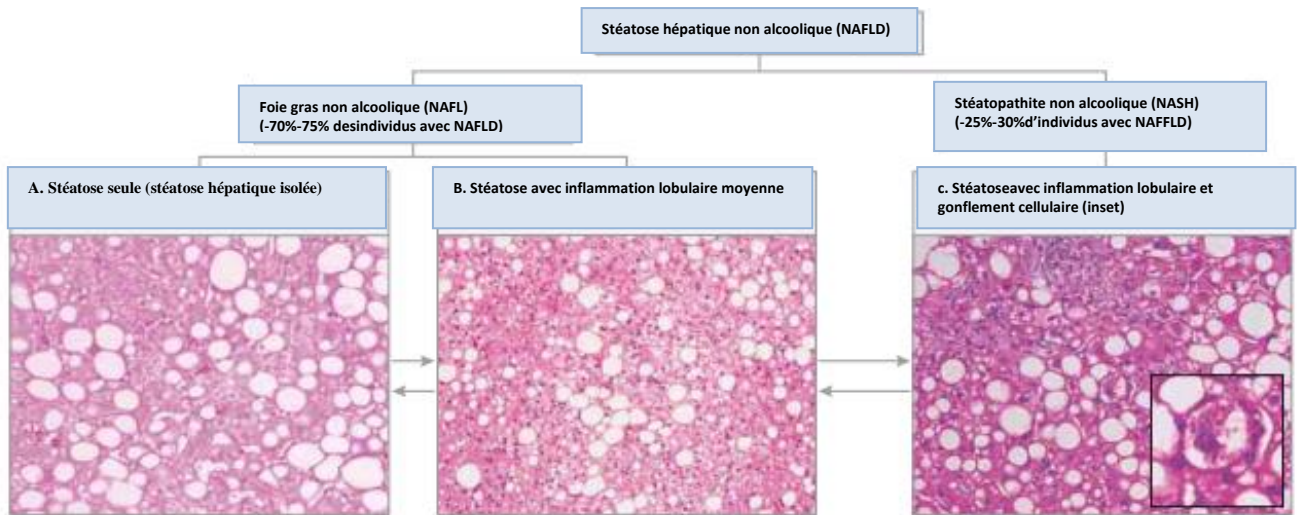 Stéatose hépatique non alcoolique (NAFLD)
Foie gras non alcoolique (NAFL)
(-70%-75% desindividus avec NAFLD)
Stéatopathite non alcoolique (NASH)
(-25%-30%d’individus avec NAFFLD)
A. Stéatose seule (stéatose hépatique isolée)
B. Stéatose avec inflammation lobulaire moyenne
c. Stéatoseavec inflammation lobulaire et
gonflement cellulaire (inset)